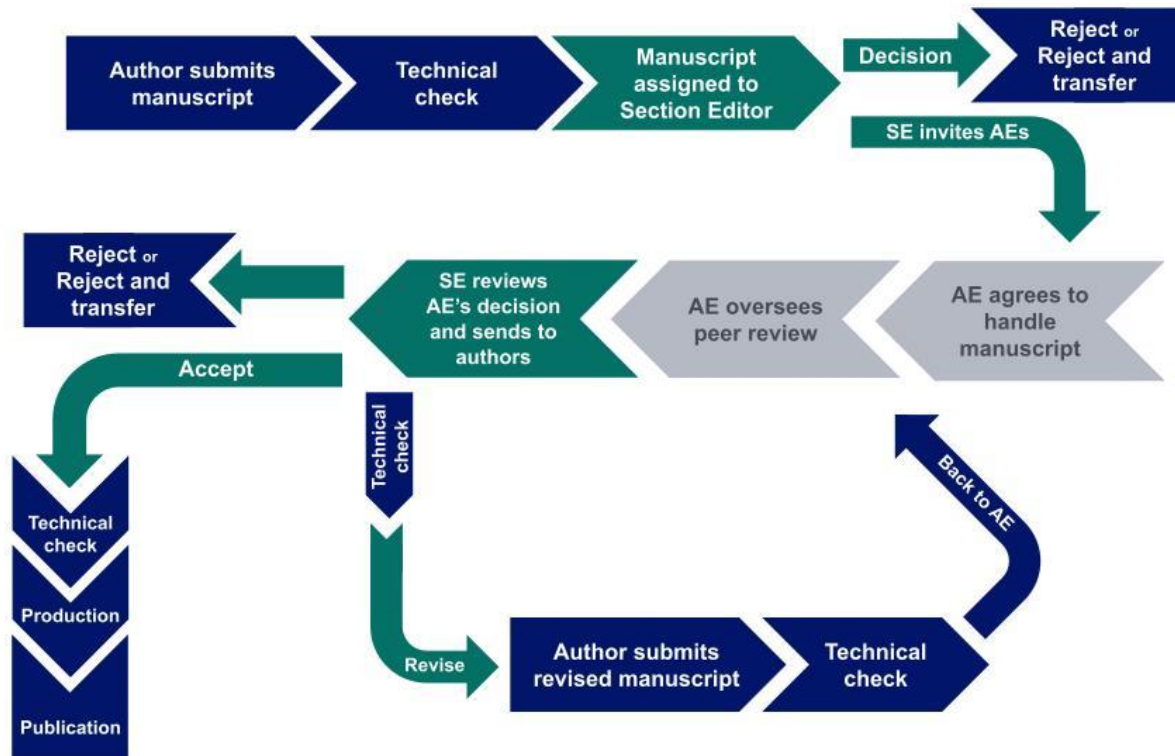 Author submits
manuscript
Technical
check
Manuscript
assigned to
Section Editor
Decision
Reject or
Reject and
transfer
SE invites AEs
AE agrees to
handle
manuscript
AE oversees
peer review
SE reviews
AE's decision
and sends to
authors
Reject or
Reject and
transfer
Accept
Technical
check
Production
Publication
Technical
check
Revise
Author submits
revised manuscript
Technical
check
Back to AE